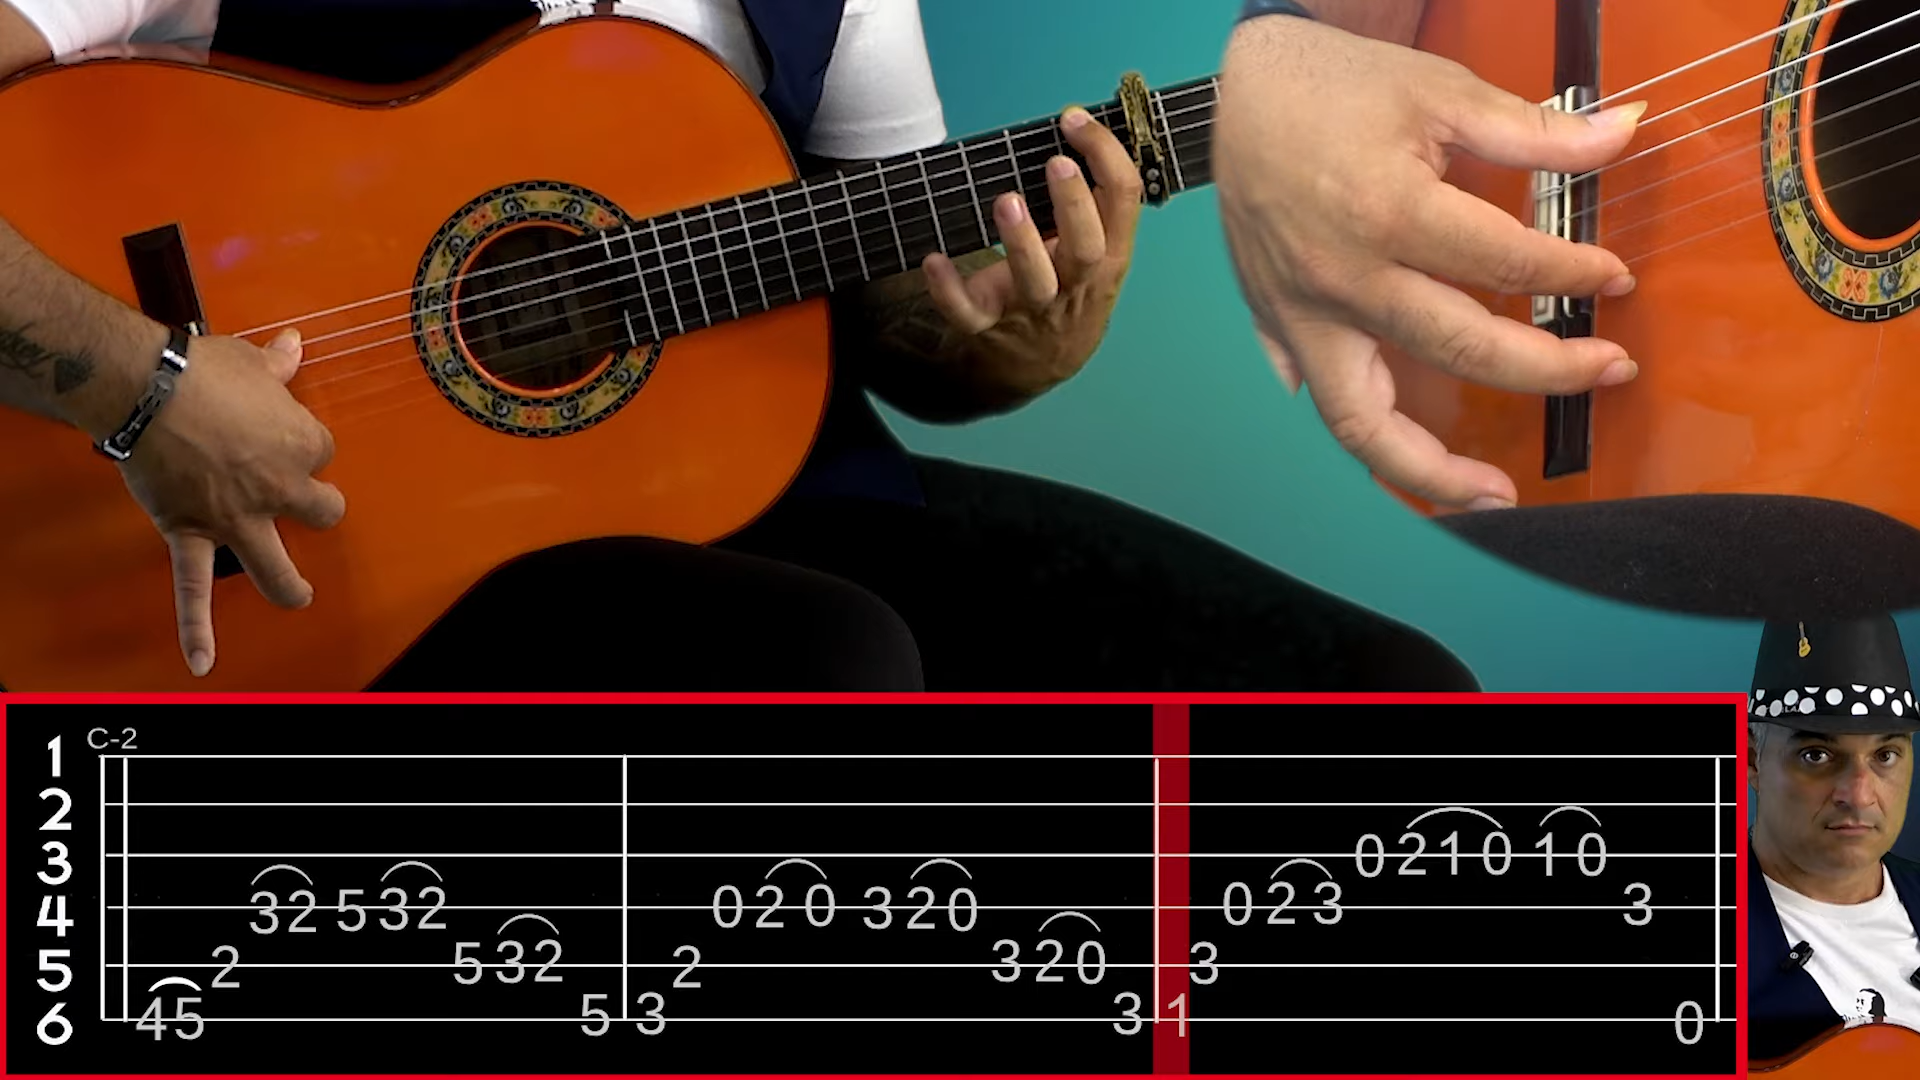 C-2
1
2
3 0 2 1 0 1 0
4 3 2 5 3 2 0 2 0 3 2 0 0 2 3 3
5 2 5 3 2 2 3 2 0 3
6 4 5 5 3 3 1 0